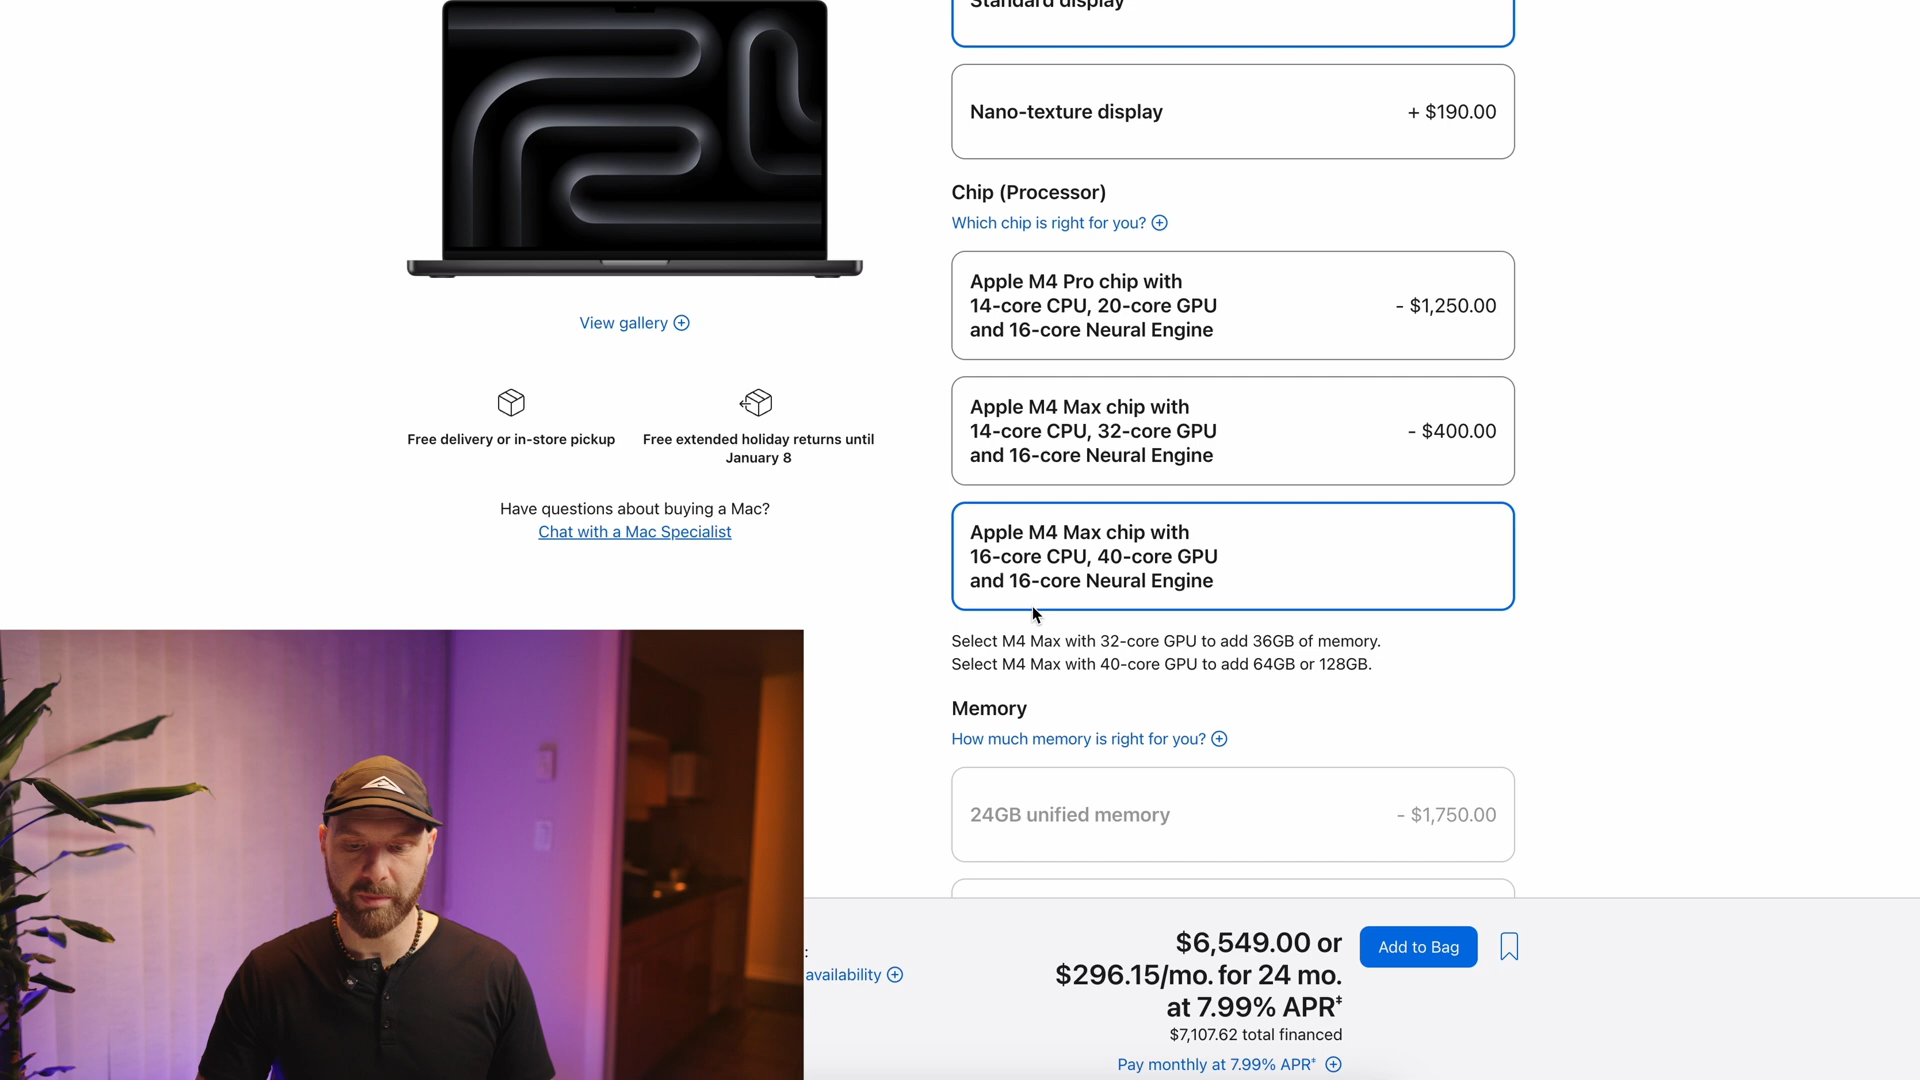 Standard display
Nano-texture display
+ $190.00
Chip (Processor)
Which chip is right for you?
Apple M4 Pro chip with
14-core CPU, 20-core GPU
and 16-core Neural Engine
- $1,250.00
Apple M4 Max chip with
14-core CPU, 32-core GPU
and 16-core Neural Engine
- $400.00
Apple M4 Max chip with
16-core CPU, 40-core GPU
and 16-core Neural Engine
Select M4 Max with 32-core GPU to add 36GB of memory.
Select M4 Max with 40-core GPU to add 64GB or 128GB.
Memory
How much memory is right for you?
24GB unified memory
- $1,750.00
View gallery
Free delivery or in-store pickup
Free extended holiday returns until
January 8
Have questions about buying a Mac?
Chat with a Mac Specialist
:
availability
$6,549.00 or
$296.15/mo. for 24 mo.
at 7.99% APR‡
$7,107.62 total financed
Pay monthly at 7.99% APR‡
Add to Bag